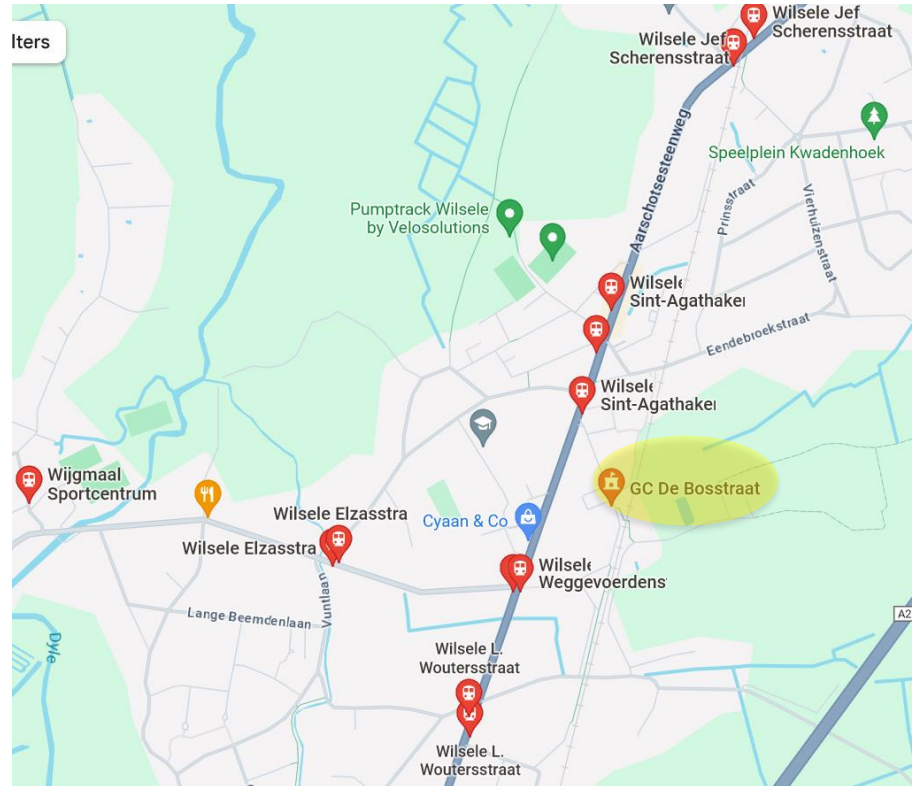 lters
Wilsele Jef
Scherensstraat
Wilsele Jef
Scherensstraat
Aarschotsesteenweg
Speelplein Kwadenhoek
Prinsstraat
Vierhuizenstraat
Pumptrack Wilsele
by Velosolutions
Wilsele
Sint-Agathaker
Eendebroekstraat
Wilsele
Sint-Agathaker
GC De Bosstraat
Wijgmaal
Sportcentrum
Wilsele Elzasstra
Cyaan & Co
Wilsele Elzasstra
Wilsele
Weggevoerdens
Vuntlaan
Lange Beemdenlaan
A2
Dyle
Wilsele L.
Woutersstraat
Wilsele L.
Woutersstraat